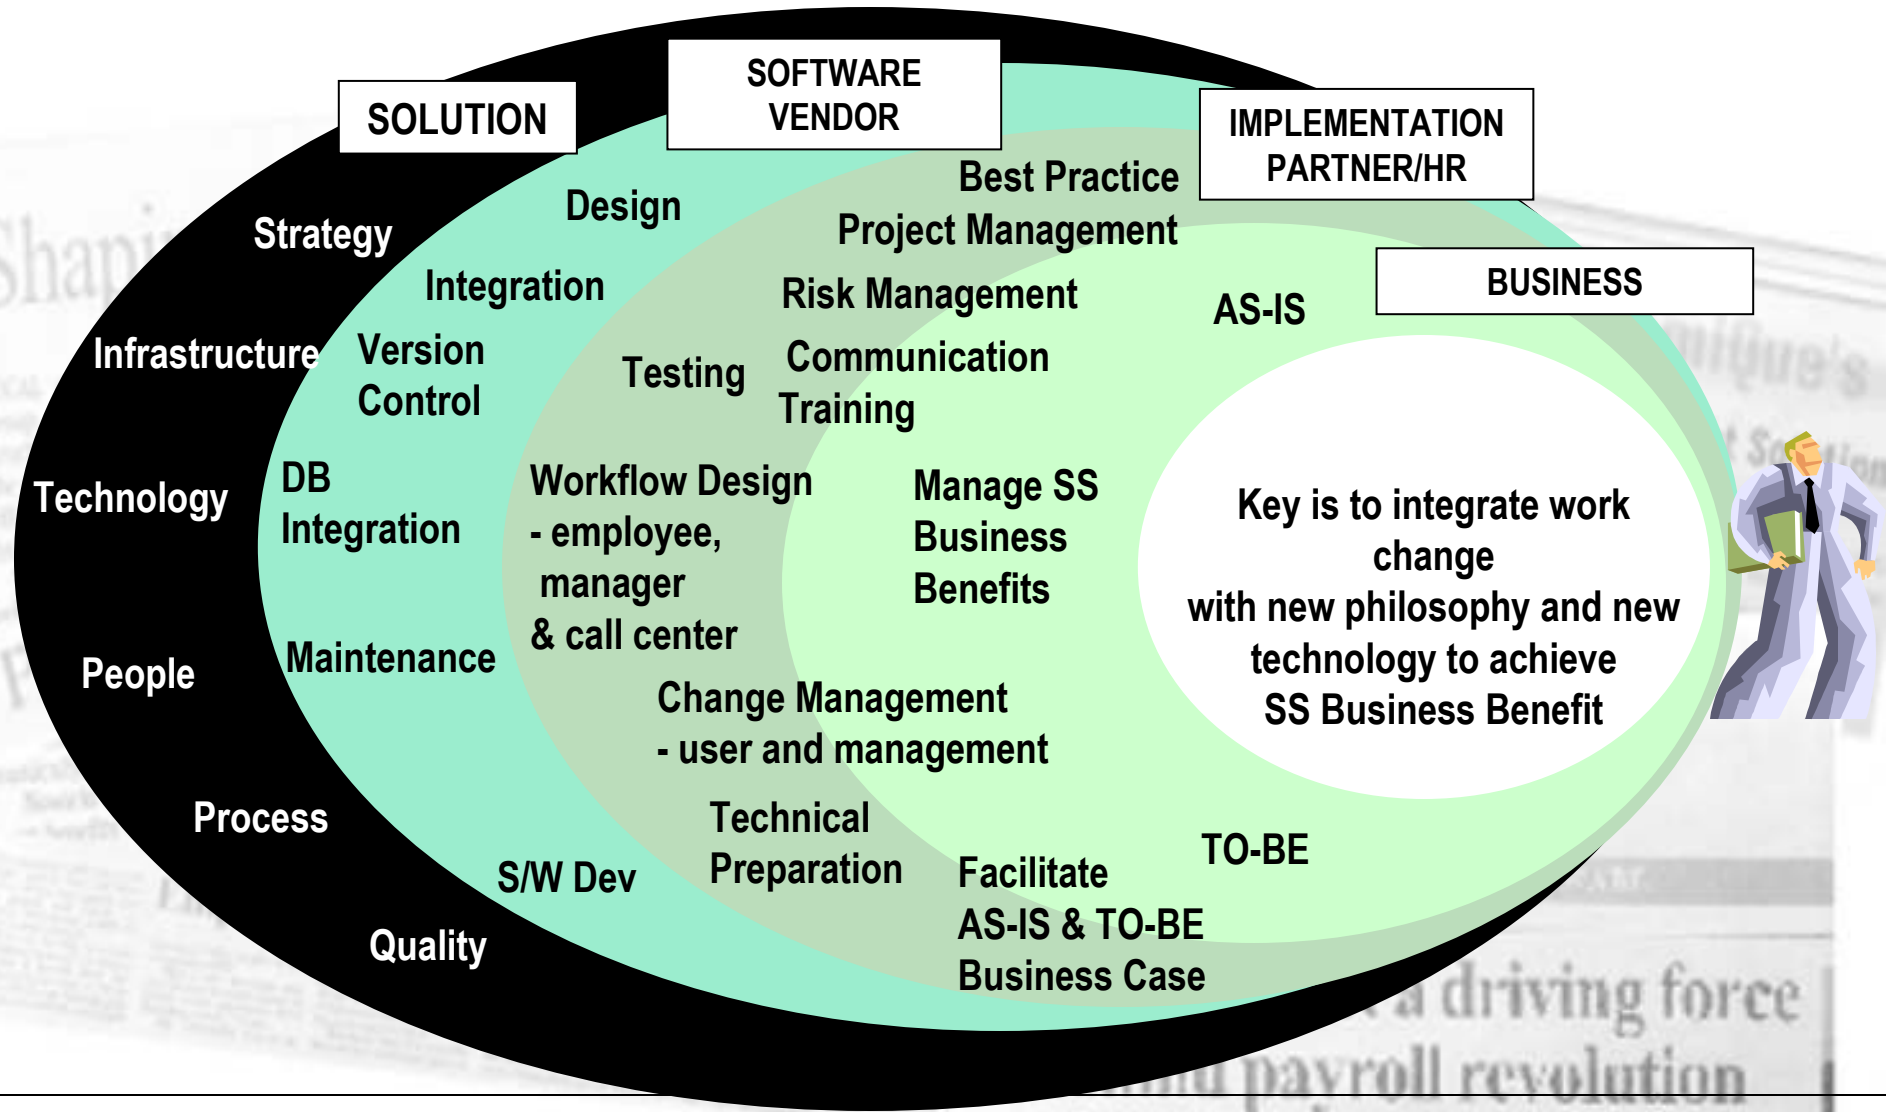 SOLUTION
SOFTWARE
VENDOR
IMPLEMENTATION
PARTNER/HR
BUSINESS
Strategy
Infrastructure
Technology
People
Process
Quality
Design
Integration
Version
Control
DB
Integration
Maintenance
S/W Dev
Best Practice
Project Management
Risk Management
Communication
Training
Testing
Workflow Design
- employee,
manager
& call center
Change Management
- user and management
Technical
Preparation
Facilitate
AS-IS & TO-BE
Business Case
AS-IS
Manage SS
Business
Benefits
TO-BE
Key is to integrate work
change
with new philosophy and new
technology to achieve
SS Business Benefit
a driving force
payroll revolution